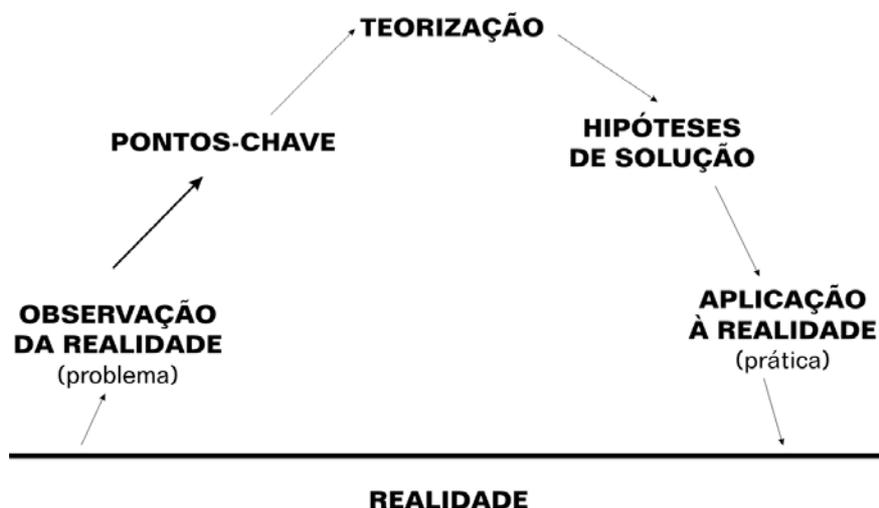 TEORIZAÇÃO
PONTOS-CHAVE
HIPÓTESES
DE SOLUÇÃO
OBSERVAÇÃO
DA REALIDADE
(problema)
APLICAÇÃO
À REALIDADE
(prática)
REALIDADE